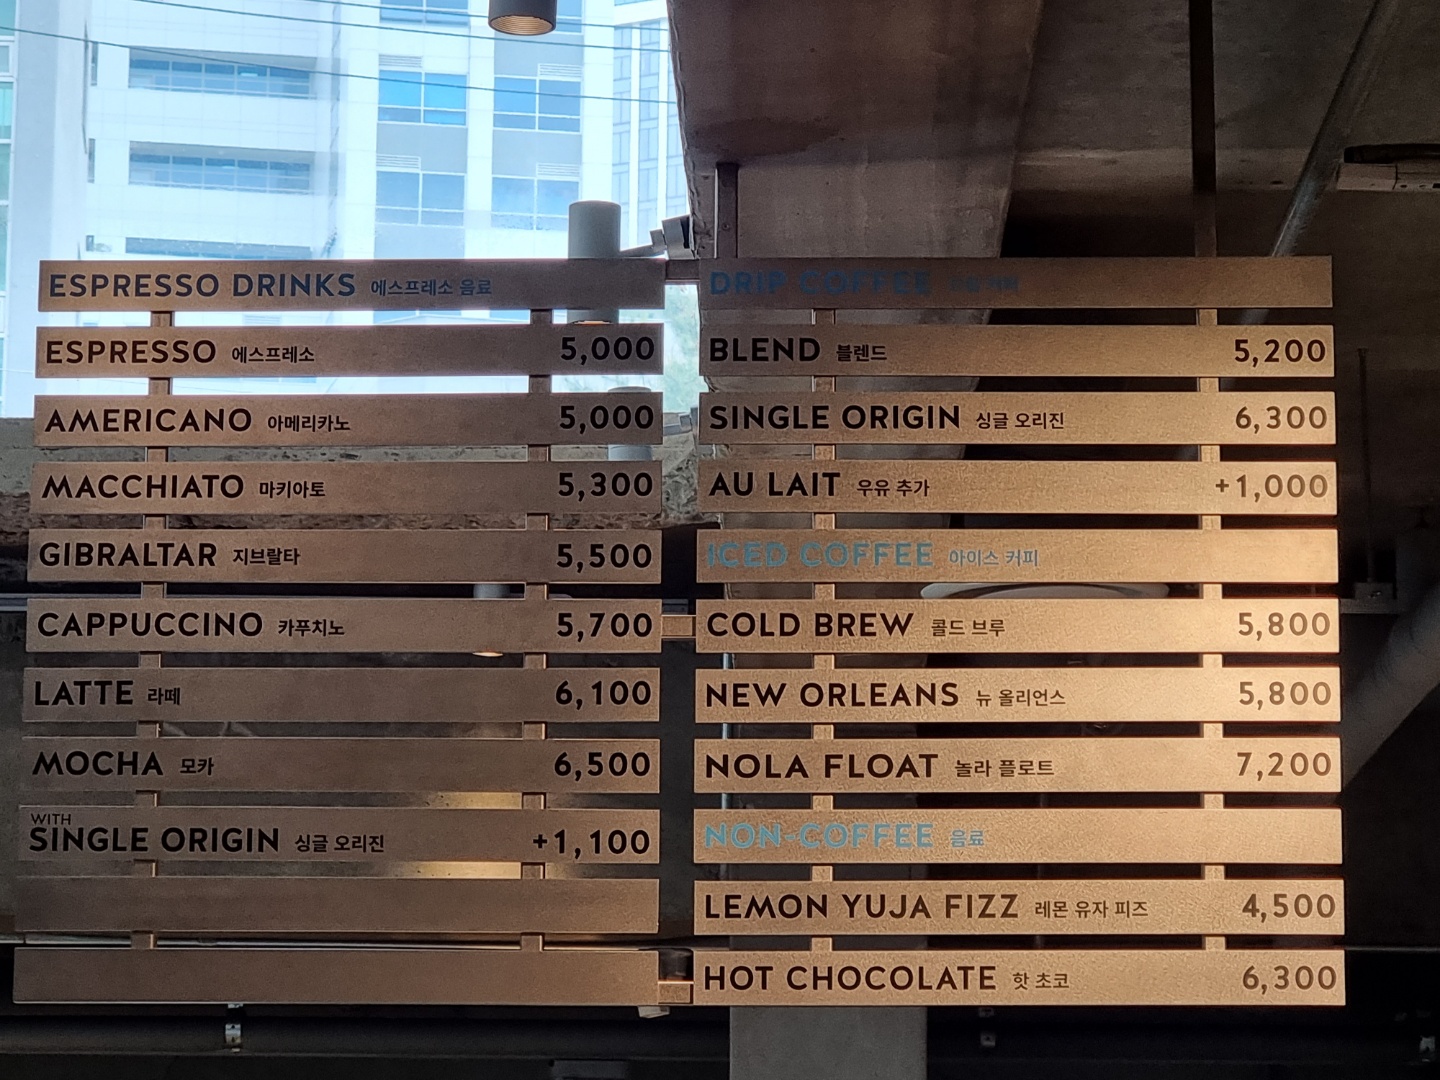 ESPRESSO DRINKS 에스프레소 음료
ESPRESSO 에스프레소 5,000
AMERICANO 아메리카노 5,000
MACCHIATO 마키아토 5,300
GIBRALTAR 지브랄타 5,500
CAPPUCCINO 카푸치노 5,700
LATTE 라떼 6,100
MOCHA 모카 6,500
WITH
SINGLE ORIGIN 싱글 오리진 +1,100
DRIP COFFEE 커피
BLEND 블렌드 5,200
SINGLE ORIGIN 싱글 오리진 6,300
AU LAIT 우유 추가 +1,000
ICED COFFEE 아이스 커피
COLD BREW 콜드 브루 5,800
NEW ORLEANS 뉴 올리언스 5,800
NOLA FLOAT 놀라 플로트 7,200
NON-COFFEE 음료
LEMON YUJA FIZZ 레몬 유자 피즈 4,500
HOT CHOCOLATE 핫 초코 6,300